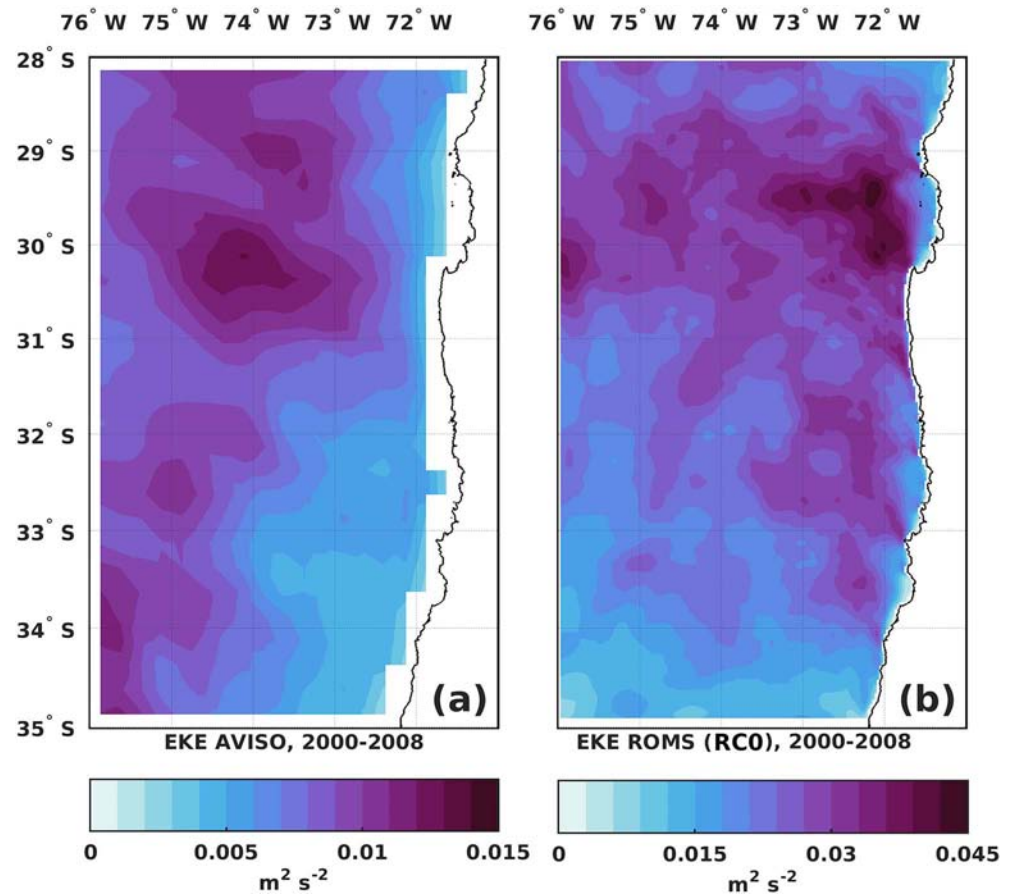 76° W 75° W 74° W 73° W 72° W 76° W 75° W 74° W 73° W 72° W
28° S
29° S
30° S
31° S
32° S
33° S
34° S
35° S
(a) (b)
EKE AVISO, 2000-2008 EKE ROMS (RC0), 2000-2008
0 0.005 0.01 0.015 0 0.015 0.03 0.045
m² s⁻² m² s⁻²